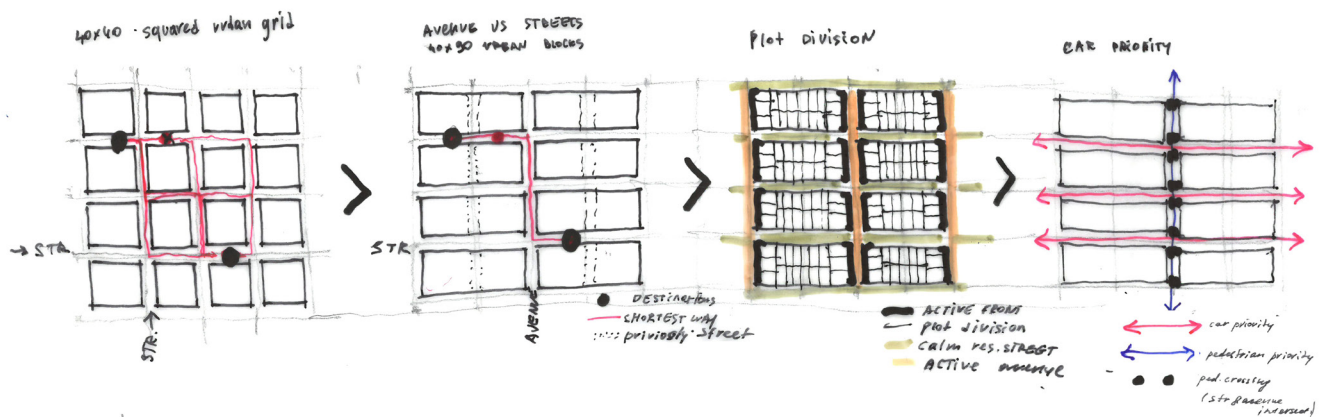 40x40 · squared urban grid
→ STR.
STR. →
AVENUE VS STREETS
40x90 URBAN BLOCKS
STR.
AVENUE
DESTINATIONS
SHORTEST WAY
previosly street
Plot DIVISION
ACTIVE FRONT
Plot division
Calm res. STREET
ACTIVE avenue
CAR PRIORITY
car priority
pedestrian priority
ped. crossing
(str & avenue
intersect)